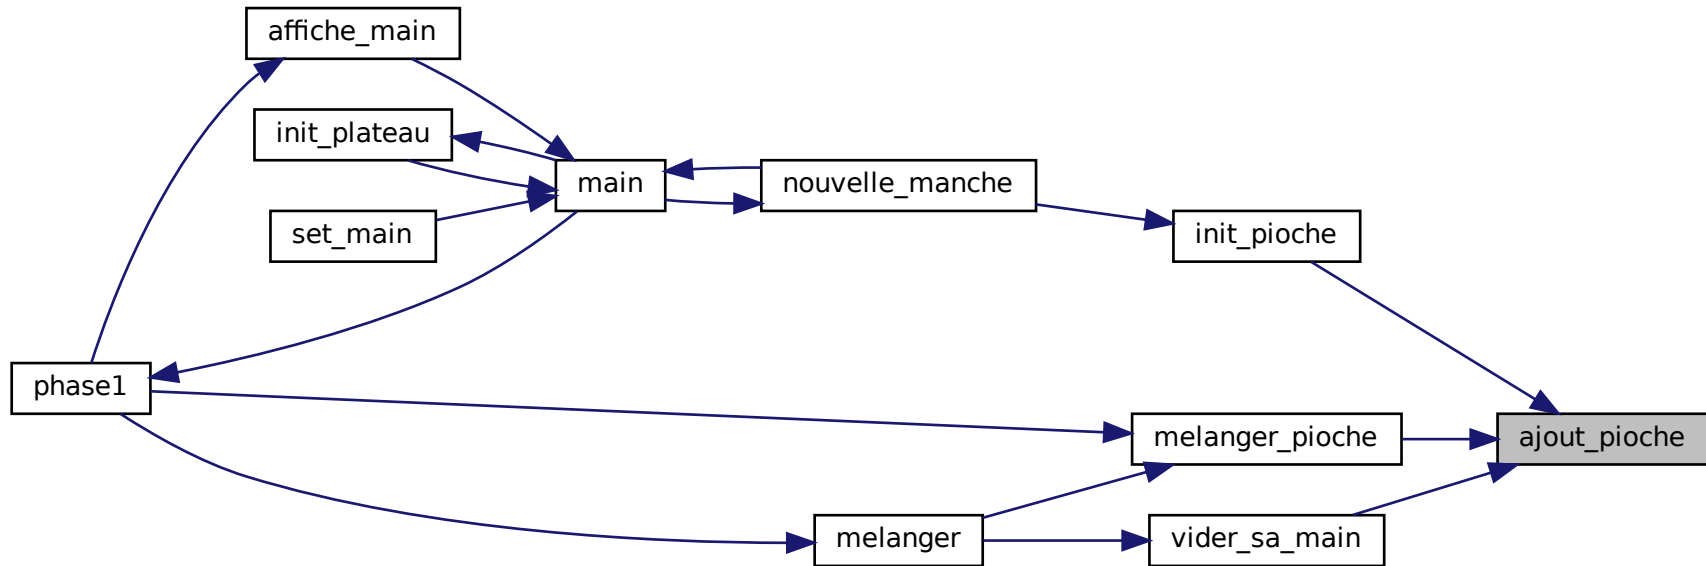 affiche_main
init_plateau
main
nouvelle_manche
set_main
init_pioche
phase1
melanger_pioche
ajout_pioche
melanger
vider_sa_main